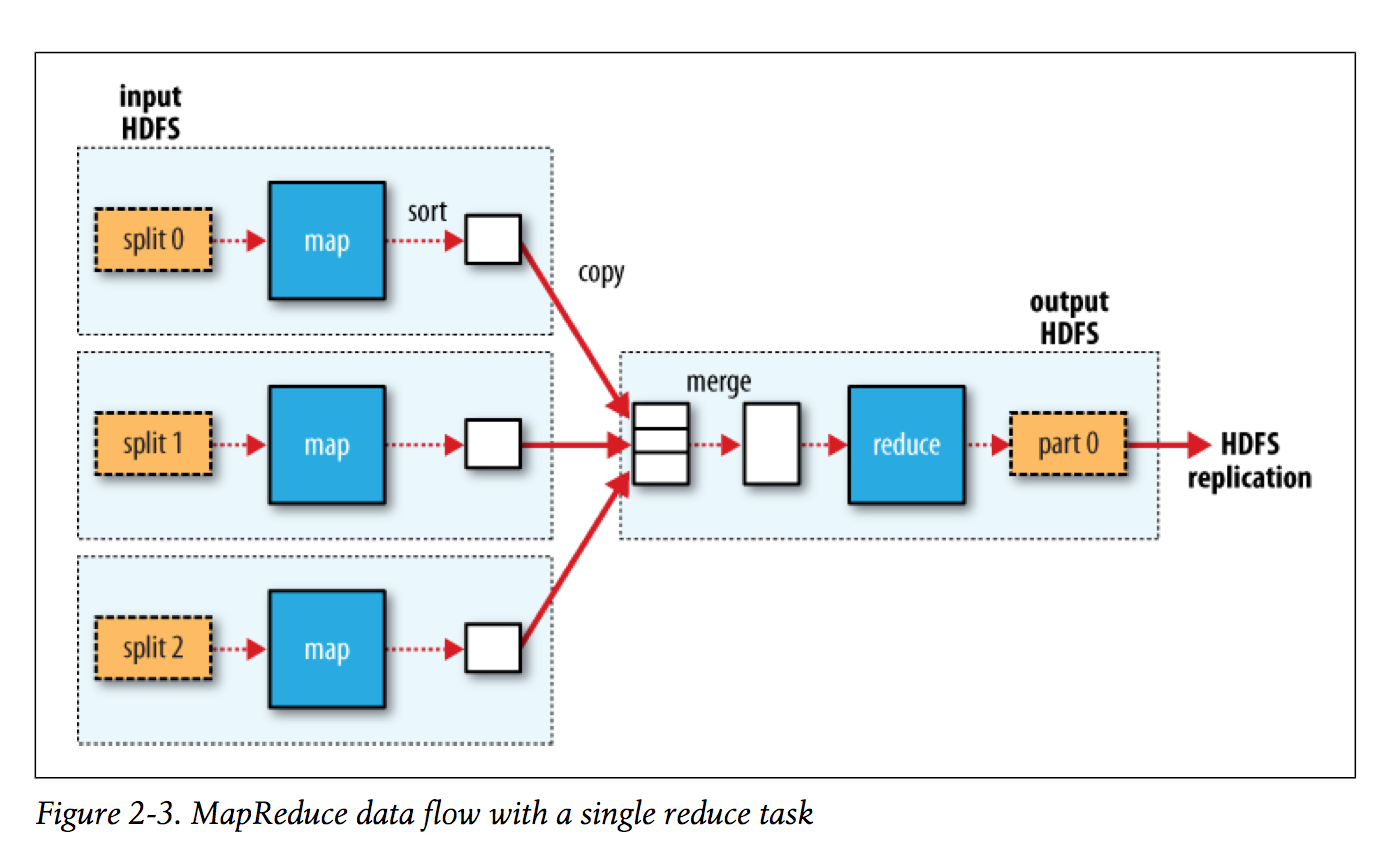 input
HDFS
split 0
map
sort
copy
split 1
map
merge
reduce
output
HDFS
part 0
HDFS
replication
split 2
map
Figure 2-3. MapReduce data flow with a single reduce task